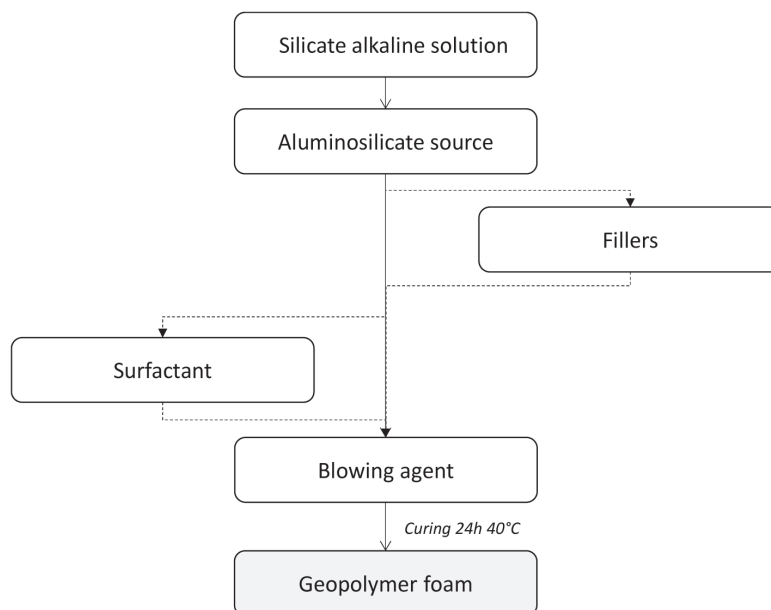 Silicate alkaline solution
Aluminosilicate source
Fillers
Surfactant
Blowing agent
Curing 24h 40°C
Geopolymer foam